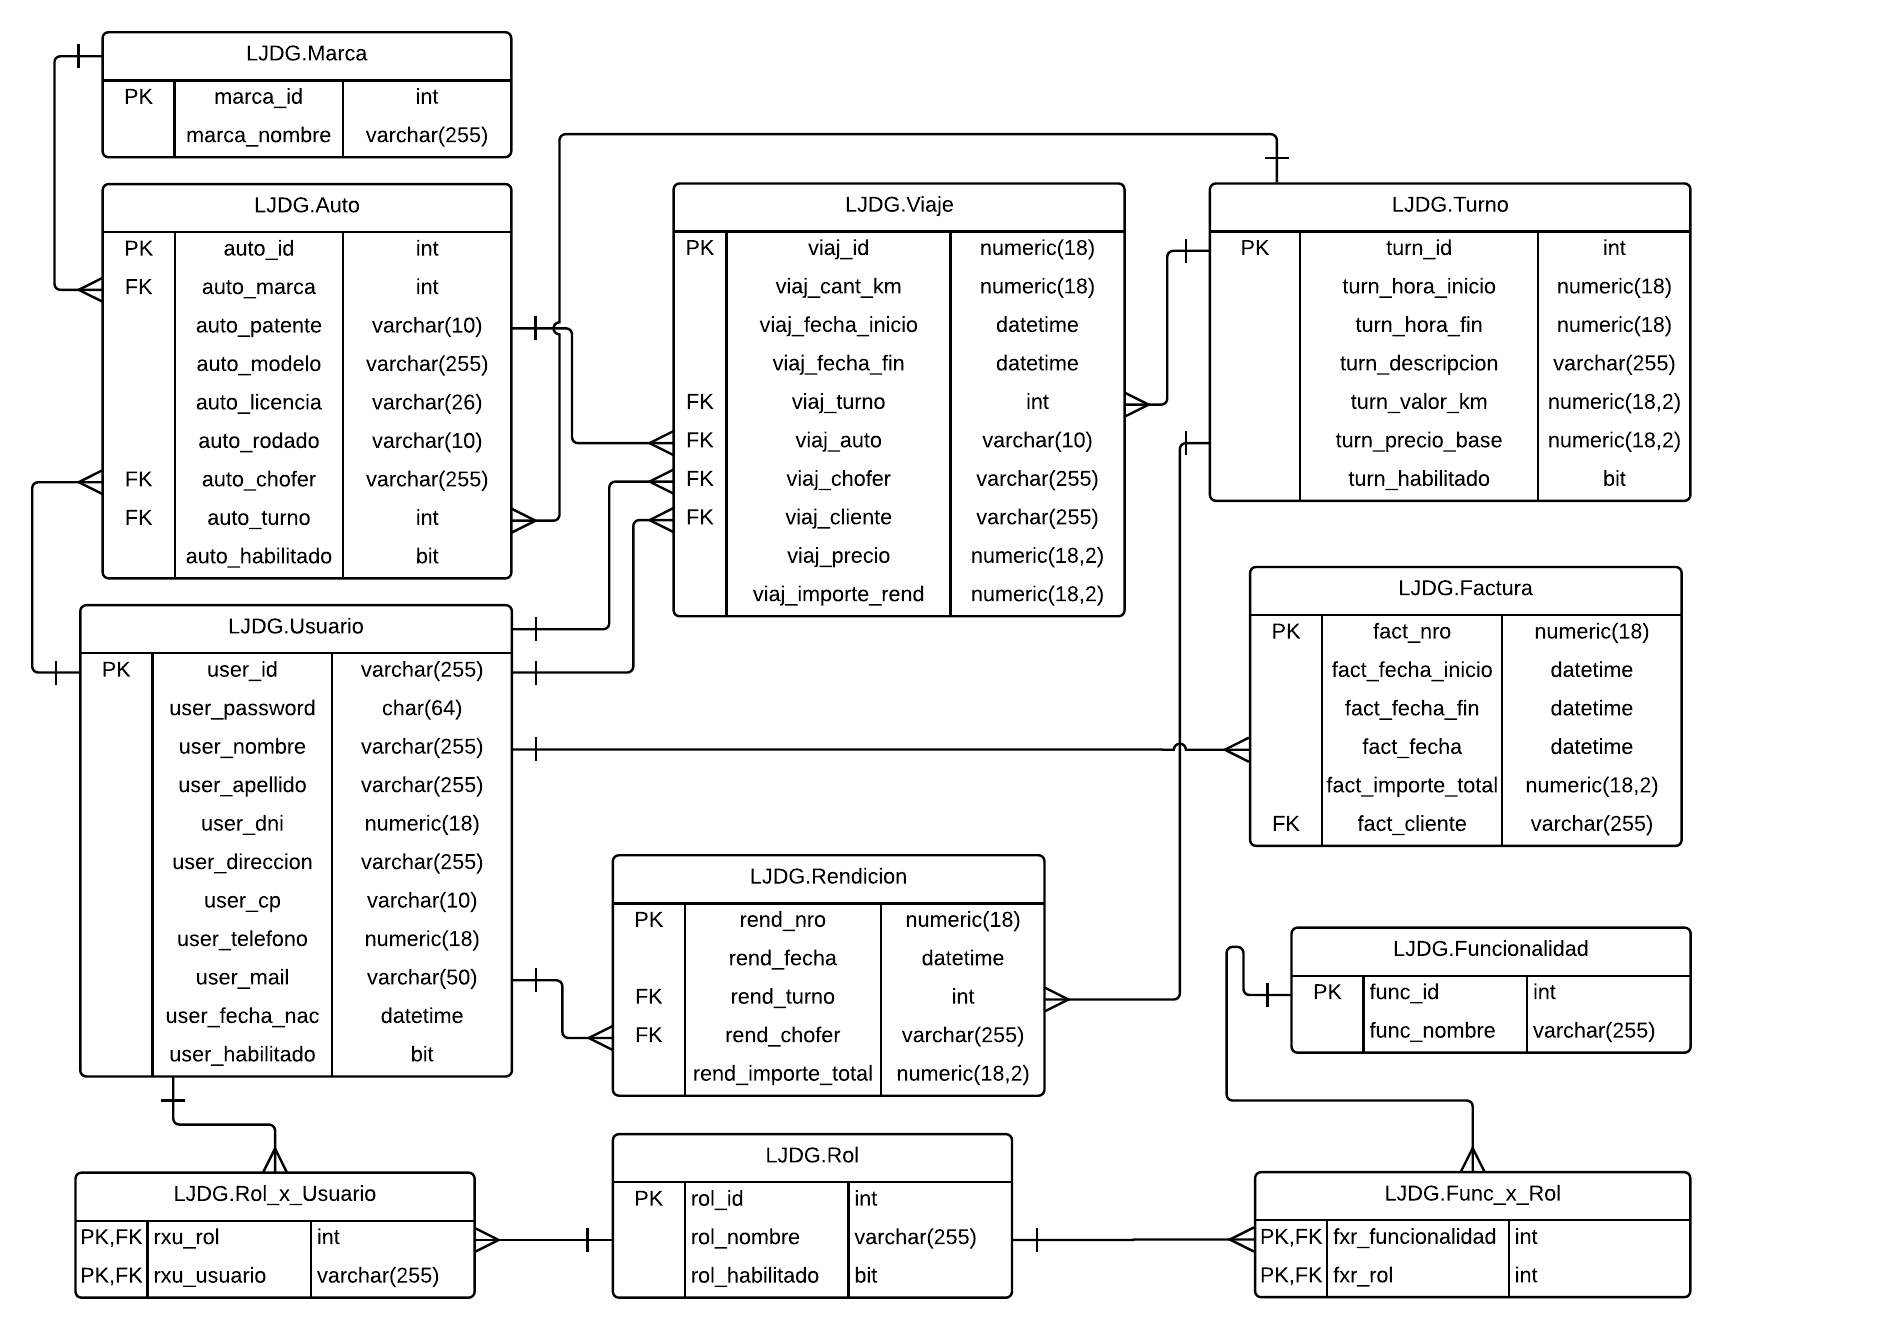 LJDG.Marca
PK marca_id int
marca_nombre varchar(255)
LJDG.Auto
PK auto_id int
FK auto_marca int
auto_patente varchar(10)
auto_modelo varchar(255)
auto_licencia varchar(26)
auto_rodado varchar(10)
FK auto_chofer varchar(255)
FK auto_turno int
auto_habilitado bit
LJDG.Viaje
PK viaj_id numeric(18)
viaj_cant_km numeric(18)
viaj_fecha_inicio datetime
viaj_fecha_fin datetime
FK viaj_turno int
FK viaj_auto varchar(10)
FK viaj_chofer varchar(255)
FK viaj_cliente varchar(255)
viaj_precio numeric(18,2)
viaj_importe_rend numeric(18,2)
LJDG.Turno
PK turn_id int
turn_hora_inicio numeric(18)
turn_hora_fin numeric(18)
turn_descripcion varchar(255)
turn_valor_km numeric(18,2)
turn_precio_base numeric(18,2)
turn_habilitado bit
LJDG.Usuario
PK user_id varchar(255)
user_password char(64)
user_nombre varchar(255)
user_apellido varchar(255)
user_dni numeric(18)
user_direccion varchar(255)
user_cp varchar(10)
user_telefono numeric(18)
user_mail varchar(50)
user_fecha_nac datetime
user_habilitado bit
LJDG.Factura
PK fact_nro numeric(18)
fact_fecha_inicio datetime
fact_fecha_fin datetime
fact_fecha datetime
fact_importe_total numeric(18,2)
FK fact_cliente varchar(255)
LJDG.Rendicion
PK rend_nro numeric(18)
rend_fecha datetime
FK rend_turno int
FK rend_chofer varchar(255)
rend_importe_total numeric(18,2)
LJDG.Funcionalidad
PK func_id int
func_nombre varchar(255)
LJDG.Rol_x_Usuario
PK,FK rxu_rol int
PK,FK rxu_usuario varchar(255)
LJDG.Rol
PK rol_id int
rol_nombre varchar(255)
rol_habilitado bit
LJDG.Func_x_Rol
PK,FK fxr_funcionalidad int
PK,FK fxr_rol int